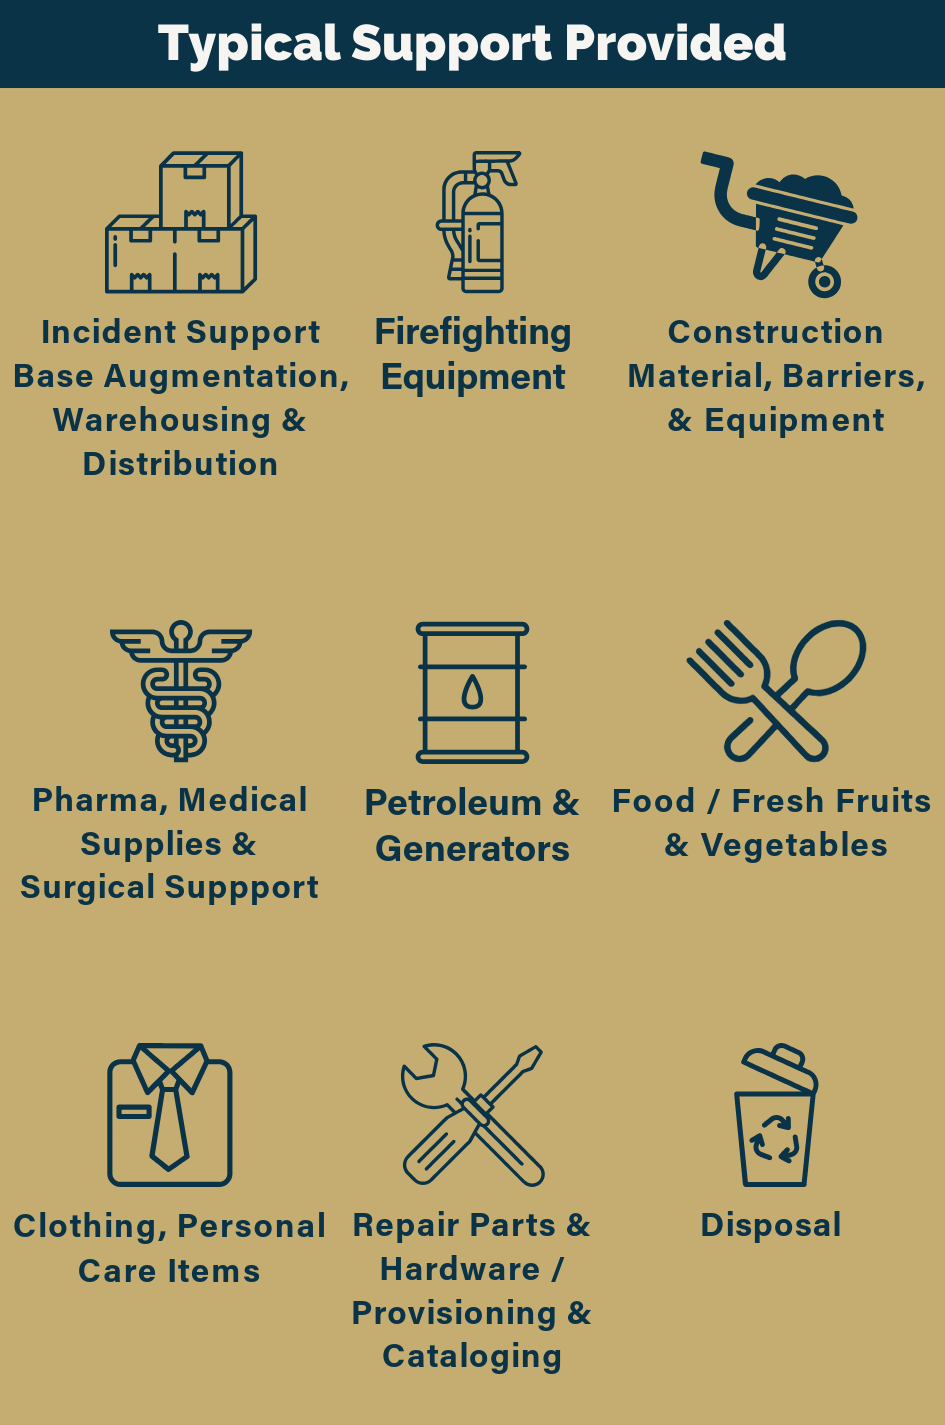 Typical Support Provided
Incident Support
Base Augmentation,
Warehousing &
Distribution
Firefighting
Equipment
Construction
Material, Barriers,
& Equipment
Pharma, Medical
Supplies &
Surgical Suppport
Petroleum &
Generators
Food / Fresh Fruits
& Vegetables
Clothing, Personal
Care Items
Repair Parts &
Hardware /
Provisioning &
Cataloging
Disposal